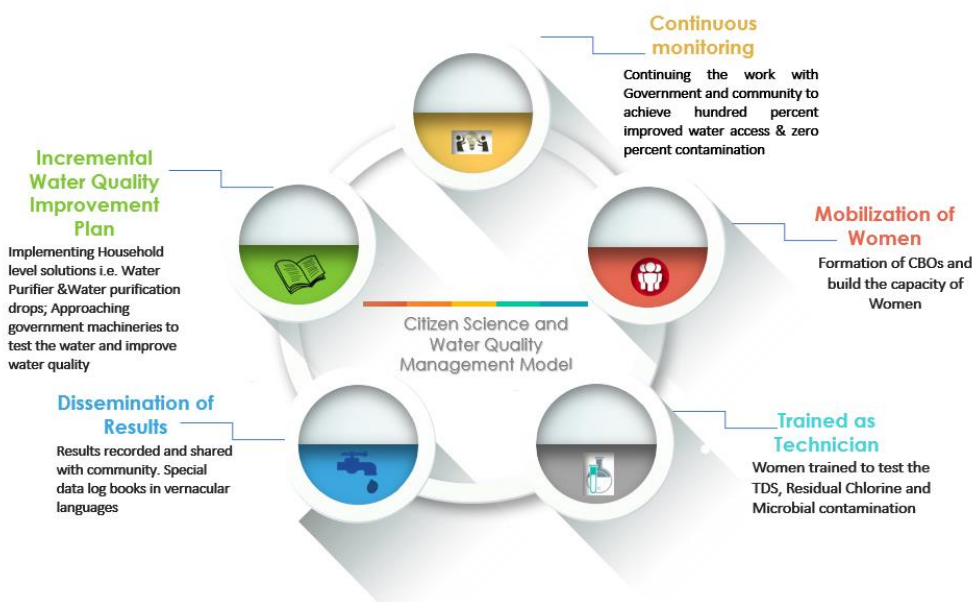 Continuous
monitoring
Continuing the work with
Government and community to
achieve hundred percent
improved water access & zero
percent contamination
Mobilization of
Women
Formation of CBOs and
build the capacity of
Women
Trained as
Technician
Women trained to test the
TDS, Residual Chlorine and
Microbial contamination
Dissemination of
Results
Results recorded and shared
with community. Special
data log books in vernacular
languages
Incremental
Water Quality
Improvement
Plan
Implementing Household
level solutions i.e. Water
Purifier &Water purification
drops; Approaching
government machineries to
test the water and improve
water quality
Citizen Science and
Water Quality
Management Model